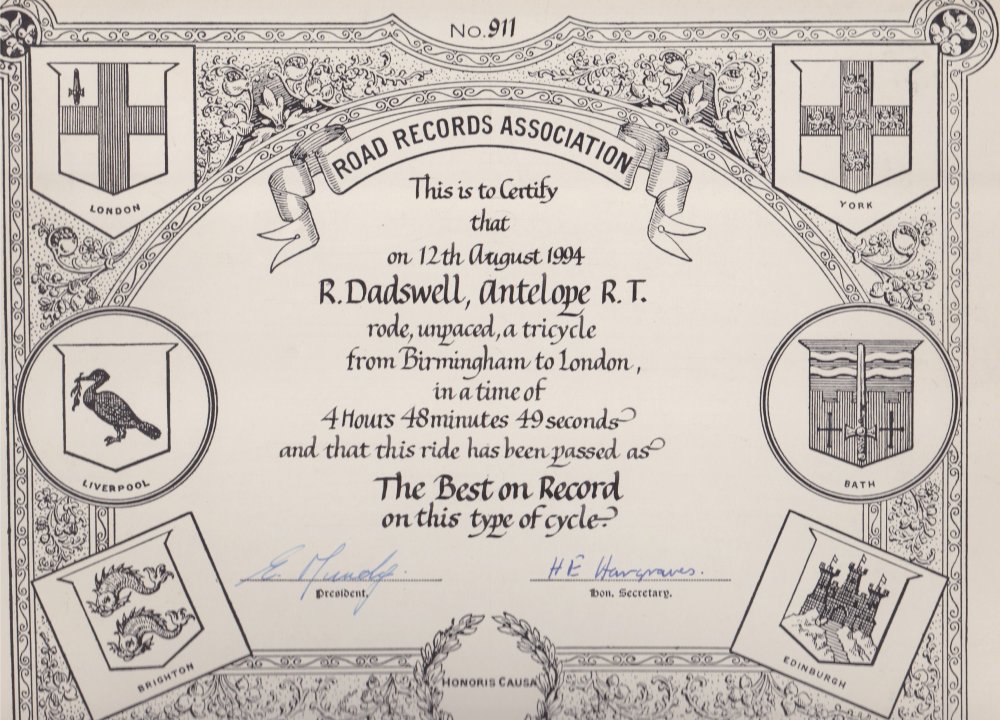 No. 911
ROAD RECORDS ASSOCIATION
LONDON
YORK
This is to Certify
that
on 12th August 1994
R. Dadswell, Antelope R. T.
rode, unpaced, a tricycle
from Birmingham to London,
in a time of
4 Hours 48 minutes 49 seconds
and that this ride has been passed as
The Best on Record
on this type of cycle.
LIVERPOOL
BATH
E. Mundy.
H E Hargraves.
President.
Hon. Secretary.
BRIGHTON
EDINBURGH
HONORIS CAUSA